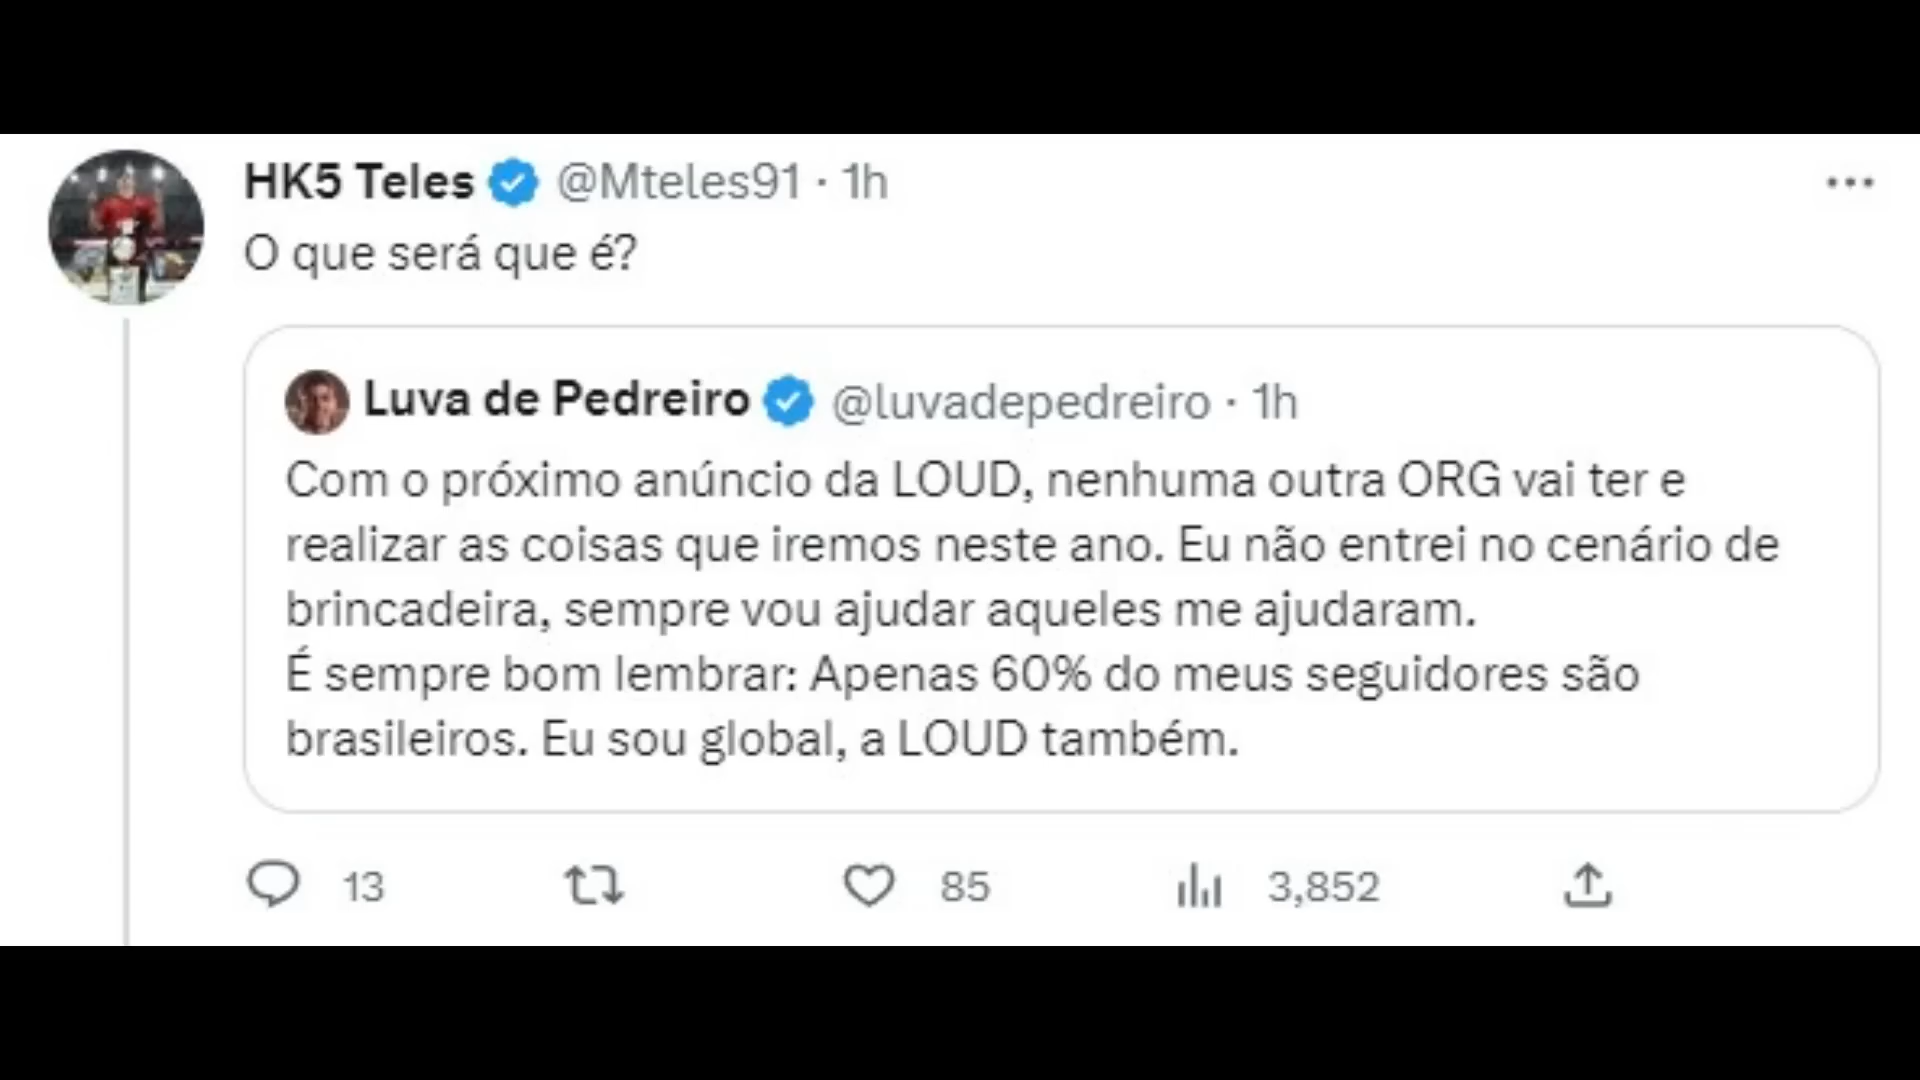 HK5 Teles @Mteles91 · 1h
O que será que é?
Luva de Pedreiro @luvadepedreiro · 1h
Com o próximo anúncio da LOUD, nenhuma outra ORG vai ter e
realizar as coisas que iremos neste ano. Eu não entrei no cenário de
brincadeira, sempre vou ajudar aqueles me ajudaram.
É sempre bom lembrar: Apenas 60% do meus seguidores são
brasileiros. Eu sou global, a LOUD também.
13 85 3,852